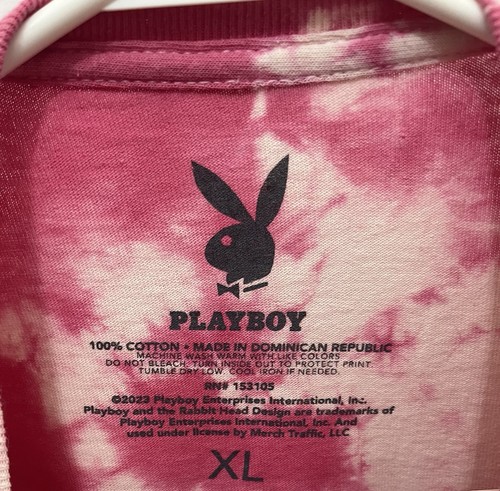 PLAYBOY
100% COTTON • MADE IN DOMINICAN REPUBLIC
MACHINE WASH WARM WITH LIKE COLORS
DO NOT BLEACH. TURN INSIDE OUT TO PROTECT PRINT.
TUMBLE DRY LOW. COOL IRON IF NEEDED.
RN# 153105
©2023 Playboy Enterprises International, Inc.
Playboy and the Rabbit Head Design are trademarks of
Playboy Enterprises International, Inc. And
used under license by Merch Traffic, LLC
XL